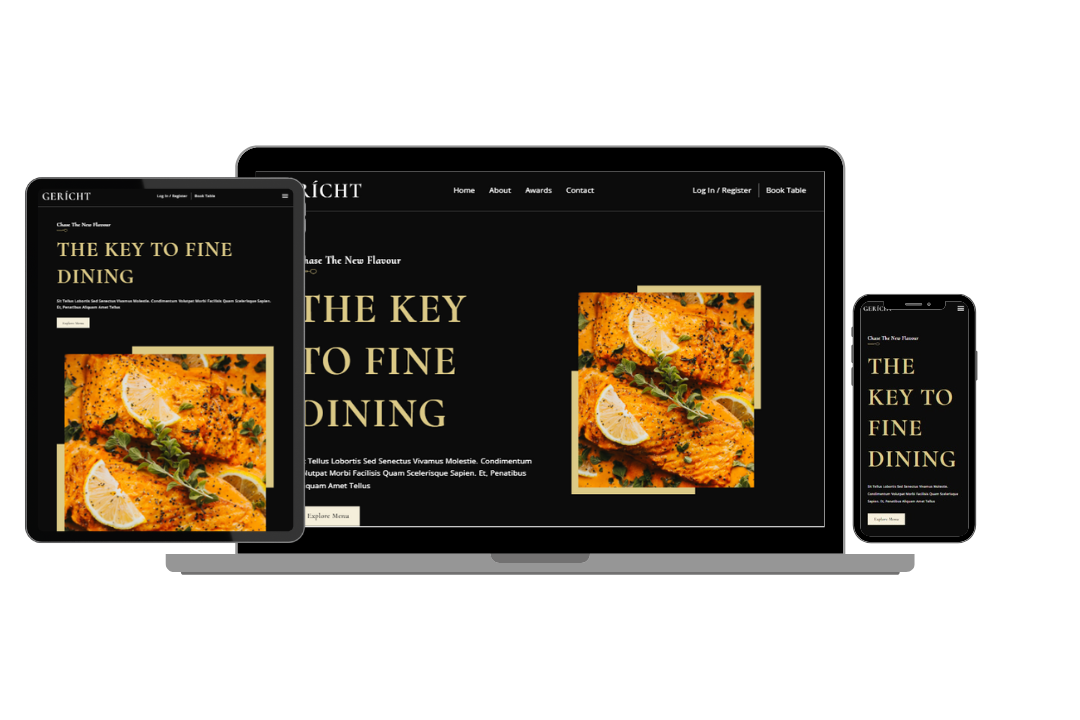 GERÍCHT
Log In / Register
Book Table
Chase The New Flavour
THE KEY TO FINE
DINING
Sit Tellus Lobortis Sed Senectus Vivamus Molestie. Condimentum Volutpat Morbi Facilisis Quam Scelerisque Sapien.
Et, Penatibus Aliquam Amet Tellus
Explore Menu
RÍCHT
Home About Awards Contact
Log In / Register
Book Table
hase The New Flavour
THE KEY
TO FINE
DINING
t Tellus Lobortis Sed Senectus Vivamus Molestie. Condimentum
lutpat Morbi Facilisis Quam Scelerisque Sapien. Et, Penatibus
iquam Amet Tellus
Explore Menu
GERÍCH
Chase The New Flavour
THE
KEY TO
FINE
DINING
Sit Tellus Lobortis Sed Senectus Vivamus Molestie.
Condimentum Volutpat Morbi Facilisis Quam Scelerisque
Sapien. Et, Penatibus Aliquam Amet Tellus
Explore Menu